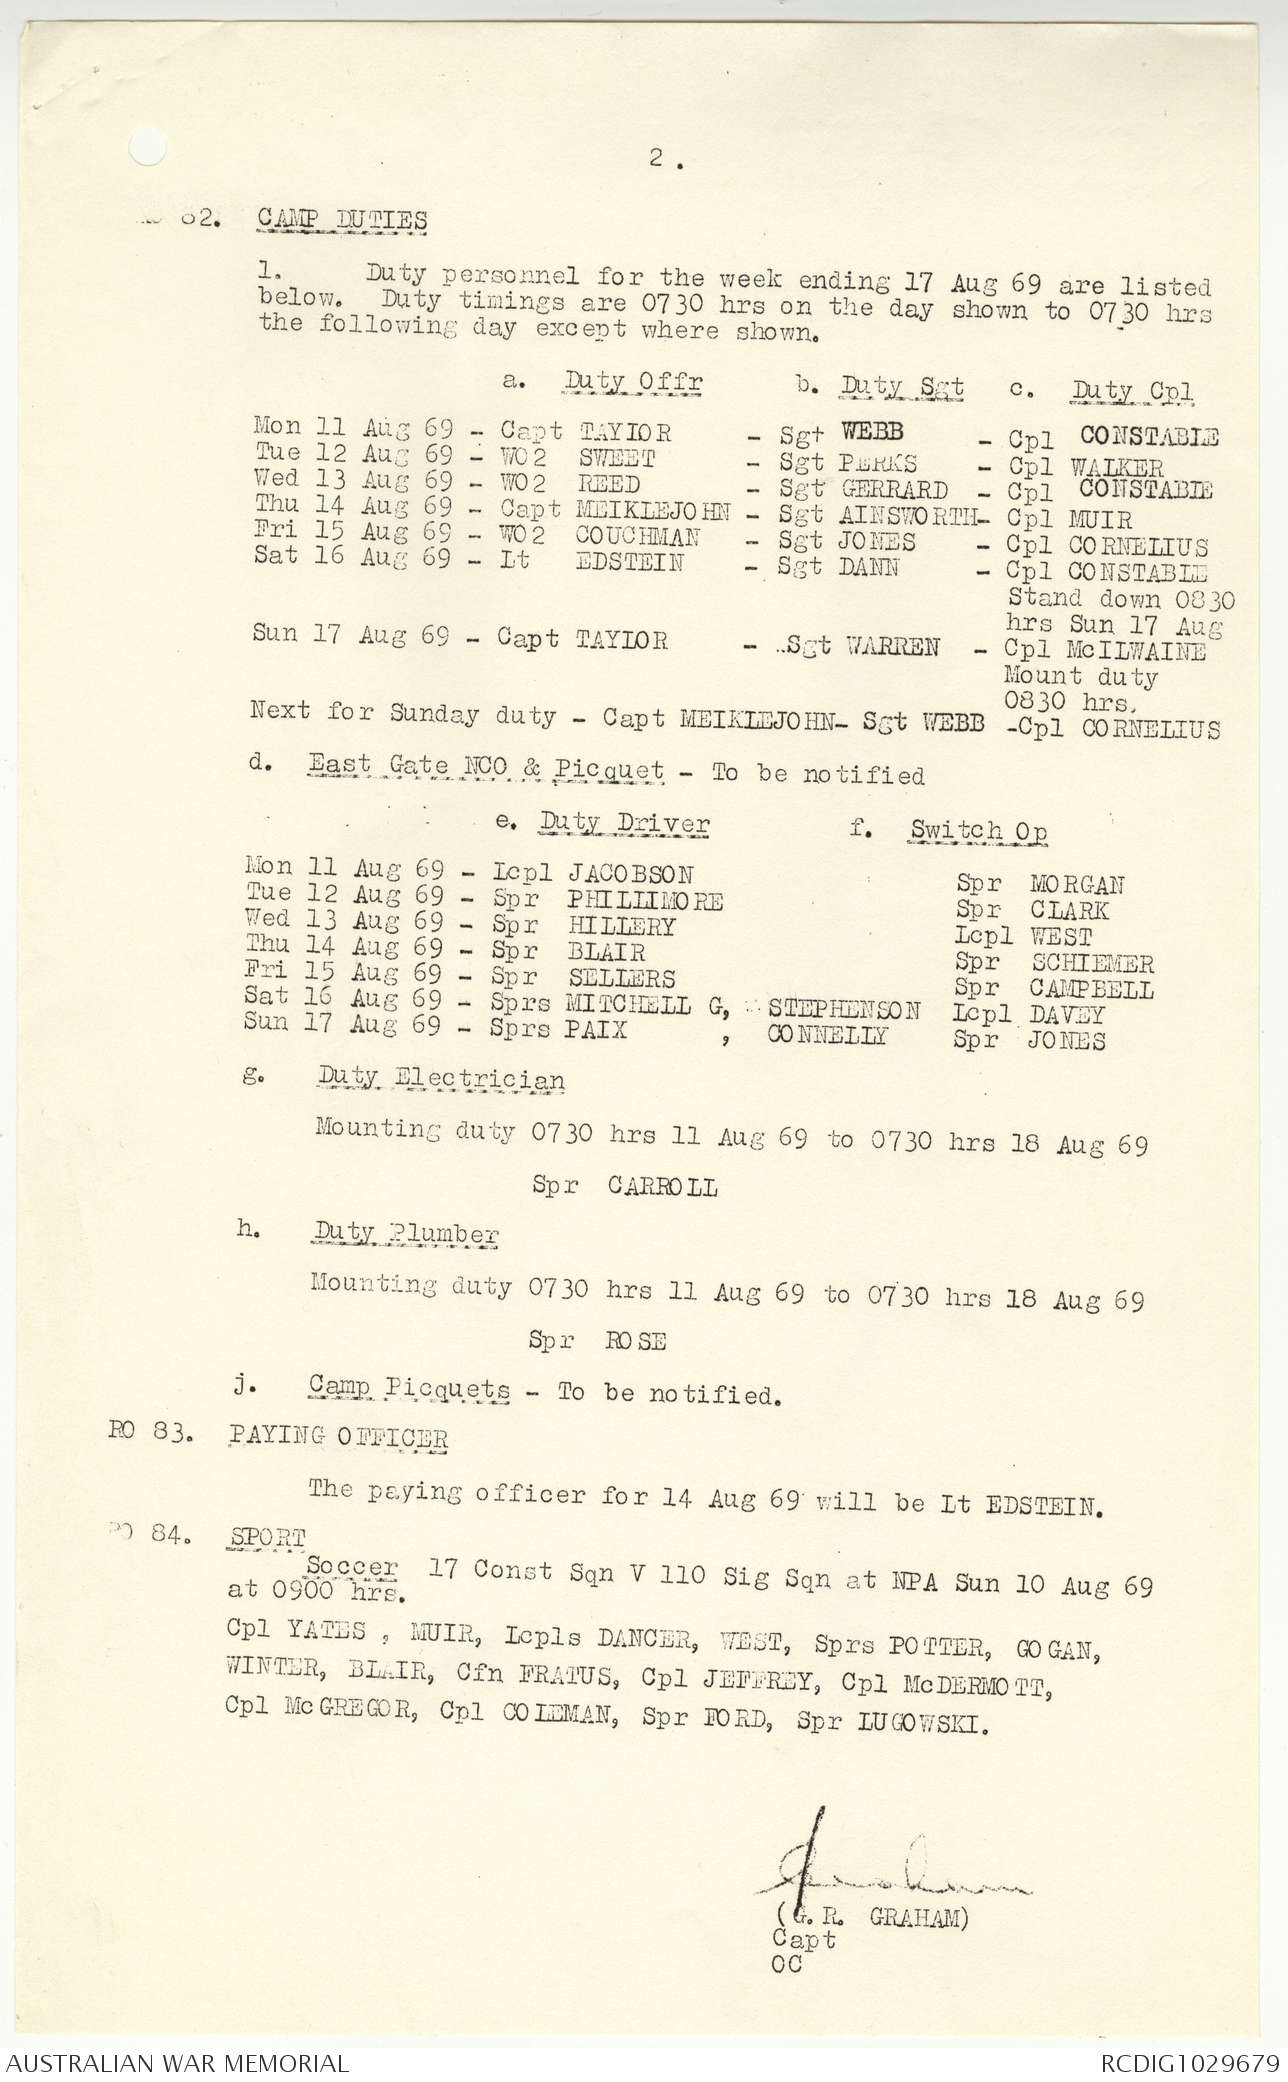 2.
82. CAMP DUTIES
1. Duty personnel for the week ending 17 Aug 69 are listed
below. Duty timings are 0730 hrs on the day shown to 0730 hrs
the following day except where shown.
a. Duty Offr b. Duty Sgt c. Duty Cpl
Mon 11 Aug 69 - Capt TAYLOR - Sgt WEBB - Cpl CONSTABLE
Tue 12 Aug 69 - WO2 SWEET - Sgt PERKS - Cpl WALKER
Wed 13 Aug 69 - WO2 REED - Sgt GERRARD - Cpl CONSTABLE
Thu 14 Aug 69 - Capt MEIKLEJOHN - Sgt AINSWORTH- Cpl MUIR
Fri 15 Aug 69 - WO2 COUCHMAN - Sgt JONES - Cpl CORNELIUS
Sat 16 Aug 69 - Lt EDSTEIN - Sgt DANN - Cpl CONSTABLE
Stand down 0830
hrs Sun 17 Aug
Sun 17 Aug 69 - Capt TAYLOR - Sgt WARREN - Cpl McILWAINE
Mount duty
0830 hrs.
Next for Sunday duty - Capt MEIKLEJOHN- Sgt WEBB -Cpl CORNELIUS
d. East Gate NCO & Picquet - To be notified
e. Duty Driver f. Switch Op
Mon 11 Aug 69 - Lcpl JACOBSON Spr MORGAN
Tue 12 Aug 69 - Spr PHILLIMORE Spr CLARK
Wed 13 Aug 69 - Spr HILLERY Lcpl WEST
Thu 14 Aug 69 - Spr BLAIR Spr SCHIEMER
Fri 15 Aug 69 - Spr SELLERS Spr CAMPBELL
Sat 16 Aug 69 - Sprs MITCHELL G, STEPHENSON Lcpl DAVEY
Sun 17 Aug 69 - Sprs PAIX , CONNELLY Spr JONES
g. Duty Electrician
Mounting duty 0730 hrs 11 Aug 69 to 0730 hrs 18 Aug 69
Spr CARROLL
h. Duty Plumber
Mounting duty 0730 hrs 11 Aug 69 to 0730 hrs 18 Aug 69
Spr ROSE
j. Camp Picquets - To be notified.
RO 83. PAYING OFFICER
The paying officer for 14 Aug 69 will be Lt EDSTEIN.
RO 84. SPORT
Soccer 17 Const Sqn V 110 Sig Sqn at NPA Sun 10 Aug 69
at 0900 hrs.
Cpl YATES , MUIR, Lcpls DANCER, WEST, Sprs POTTER, GOGAN,
WINTER, BLAIR, Cfn FRATUS, Cpl JEFFREY, Cpl McDERMOTT,
Cpl McGREGOR, Cpl COLEMAN, Spr FORD, Spr LUGOWSKI.
(G. R. GRAHAM)
Capt
OC
AUSTRALIAN WAR MEMORIAL RCDIG1029679